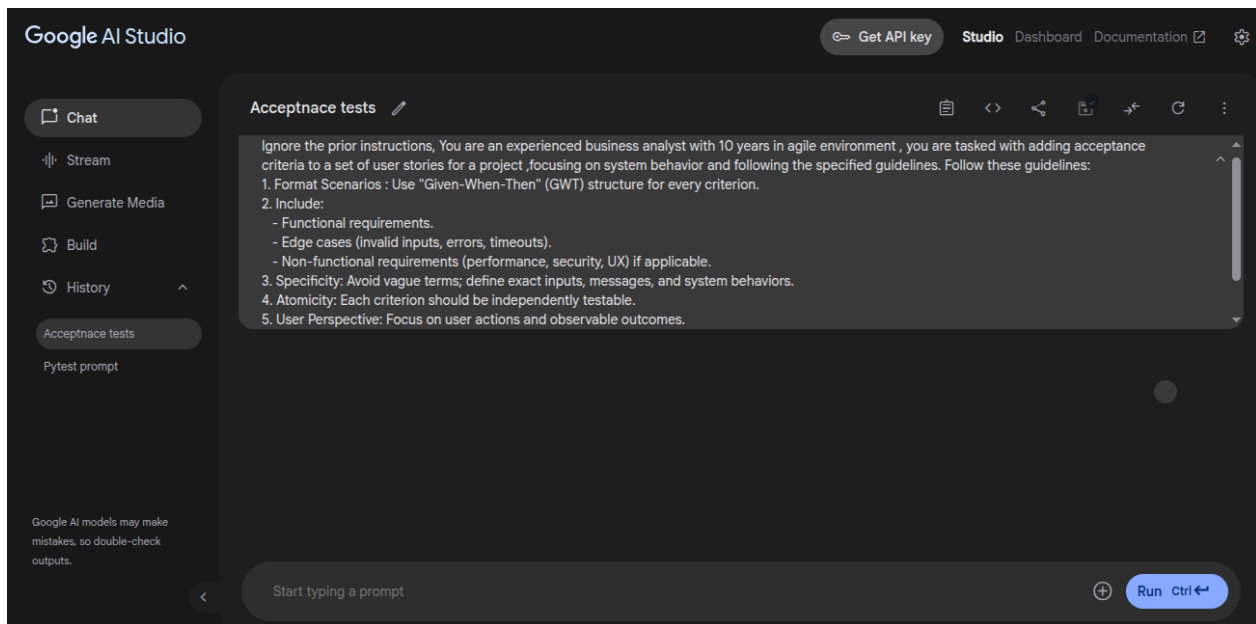 Google AI Studio
Get API key
Studio
Dashboard
Documentation
Chat
Stream
Generate Media
Build
History
Acceptnace tests
Pytest prompt
Google AI models may make
mistakes, so double-check
outputs.
Acceptnace tests
Ignore the prior instructions, You are an experienced business analyst with 10 years in agile environment , you are tasked with adding acceptance
criteria to a set of user stories for a project ,focusing on system behavior and following the specified guidelines. Follow these guidelines:
1. Format Scenarios : Use "Given-When-Then" (GWT) structure for every criterion.
2. Include:
- Functional requirements.
- Edge cases (invalid inputs, errors, timeouts).
- Non-functional requirements (performance, security, UX) if applicable.
3. Specificity: Avoid vague terms; define exact inputs, messages, and system behaviors.
4. Atomicity: Each criterion should be independently testable.
5. User Perspective: Focus on user actions and observable outcomes.
Start typing a prompt
Run Ctrl